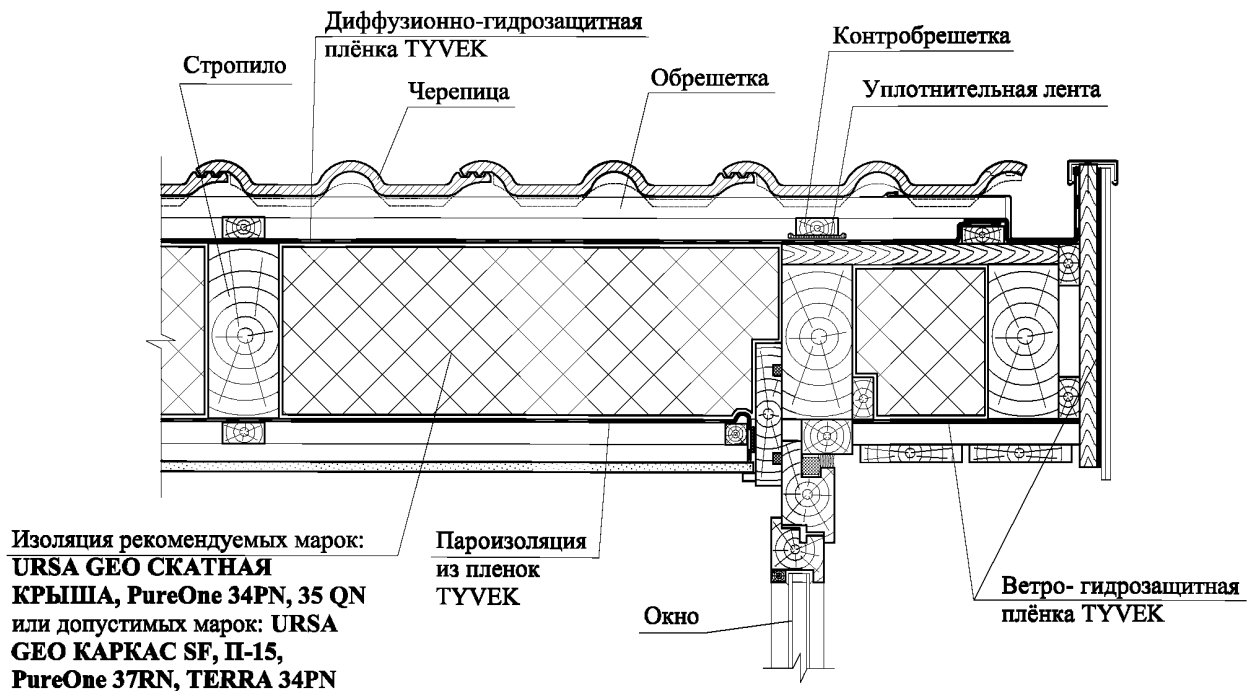 Диффузионно-гидрозащитная
плёнка TYVEK
Контробрешетка
Стропило
Черепица
Обрешетка
Уплотнительная лента
Изоляция рекомендуемых марок:
URSA GEO СКАТНАЯ
КРЫША, PureOne 34PN, 35 QN
или допустимых марок: URSA
GEO КАРКАС SF, П-15,
PureOne 37RN, TERRA 34PN
Пароизоляция
из пленок
TYVEK
Окно
Ветро- гидрозащитная
плёнка TYVEK